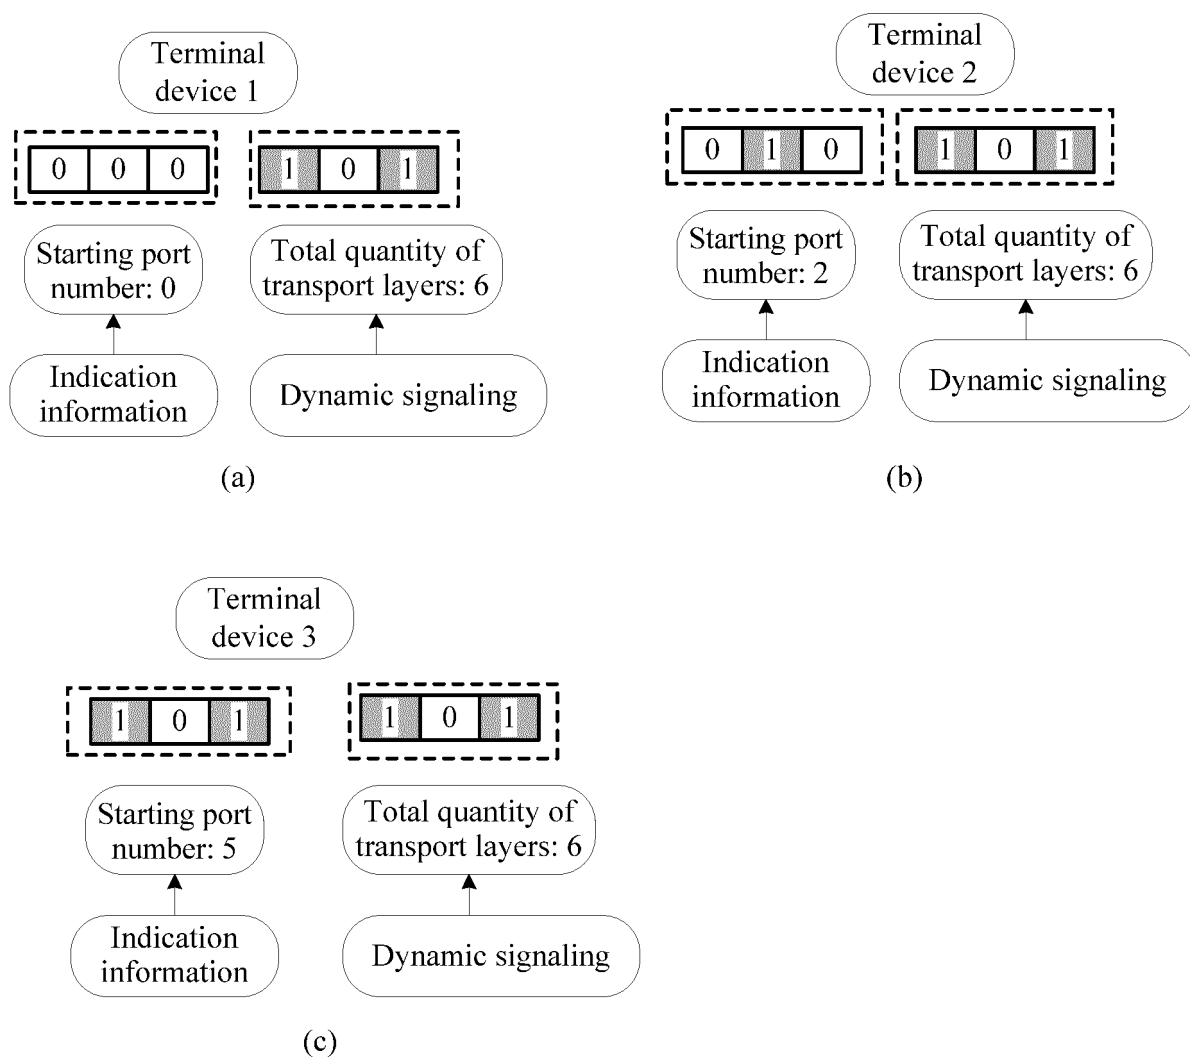 Terminal
device 1
0 0 0
1 0 1
Starting port
number: 0
Total quantity of
transport layers: 6
Indication
information
Dynamic signaling
(a)
Terminal
device 2
0 1 0
1 0 1
Starting port
number: 2
Total quantity of
transport layers: 6
Indication
information
Dynamic signaling
(b)
Terminal
device 3
1 0 1
1 0 1
Starting port
number: 5
Total quantity of
transport layers: 6
Indication
information
Dynamic signaling
(c)